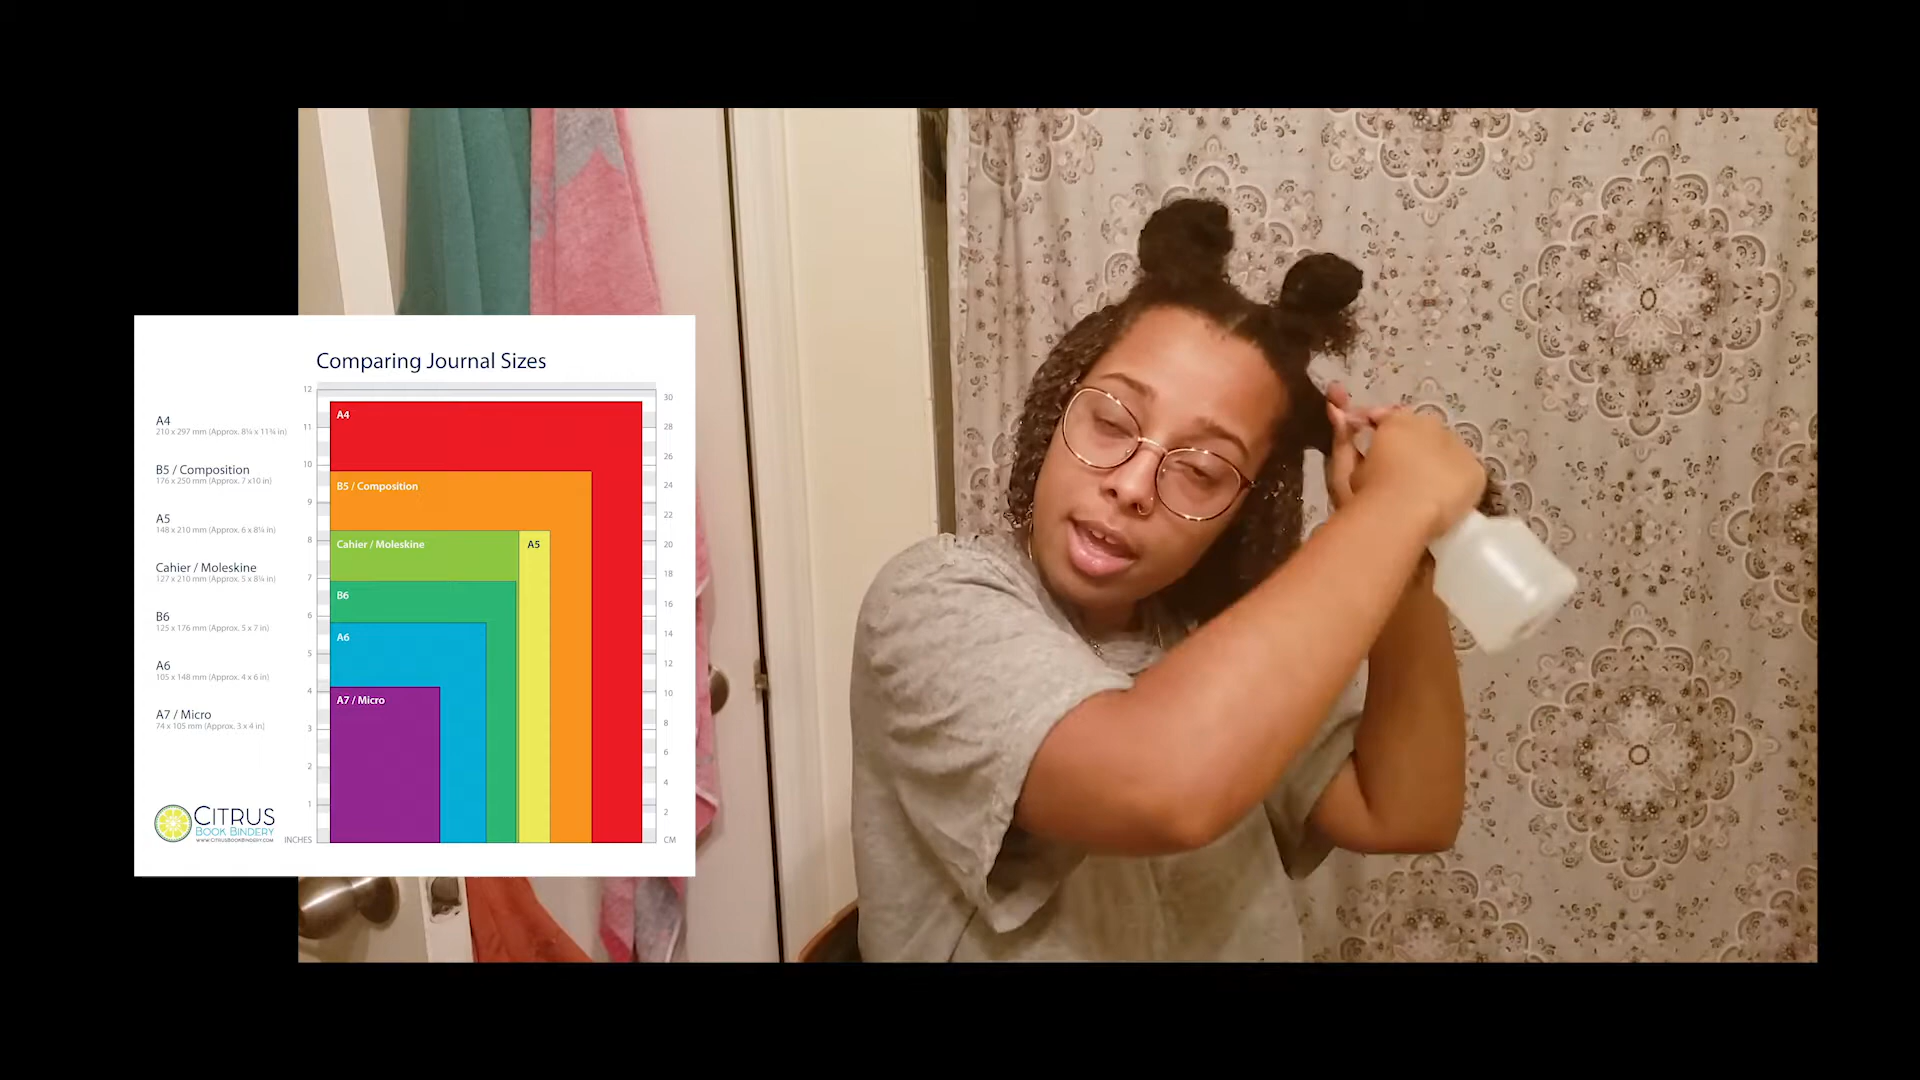 Comparing Journal Sizes
A4
210 x 297 mm (Approx. 8¼ x 11¾ in)
B5 / Composition
176 x 250 mm (Approx. 7 x10 in)
A5
148 x 210 mm (Approx. 6 x 8¼ in)
Cahier / Moleskine
127 x 210 mm (Approx. 5 x 8¼ in)
B6
125 x 176 mm (Approx. 5 x 7 in)
A6
105 x 148 mm (Approx. 4 x 6 in)
A7 / Micro
74 x 105 mm (Approx. 3 x 4 in)
CITRUS
BOOK BINDERY
WWW.CITRUSBOOKBINDERY.COM
12
11
10
9
8
7
6
5
4
3
2
1
INCHES
A4
B5 / Composition
Cahier / Moleskine
A5
B6
A6
A7 / Micro
30
28
26
24
22
20
18
16
14
12
10
8
6
4
2
CM